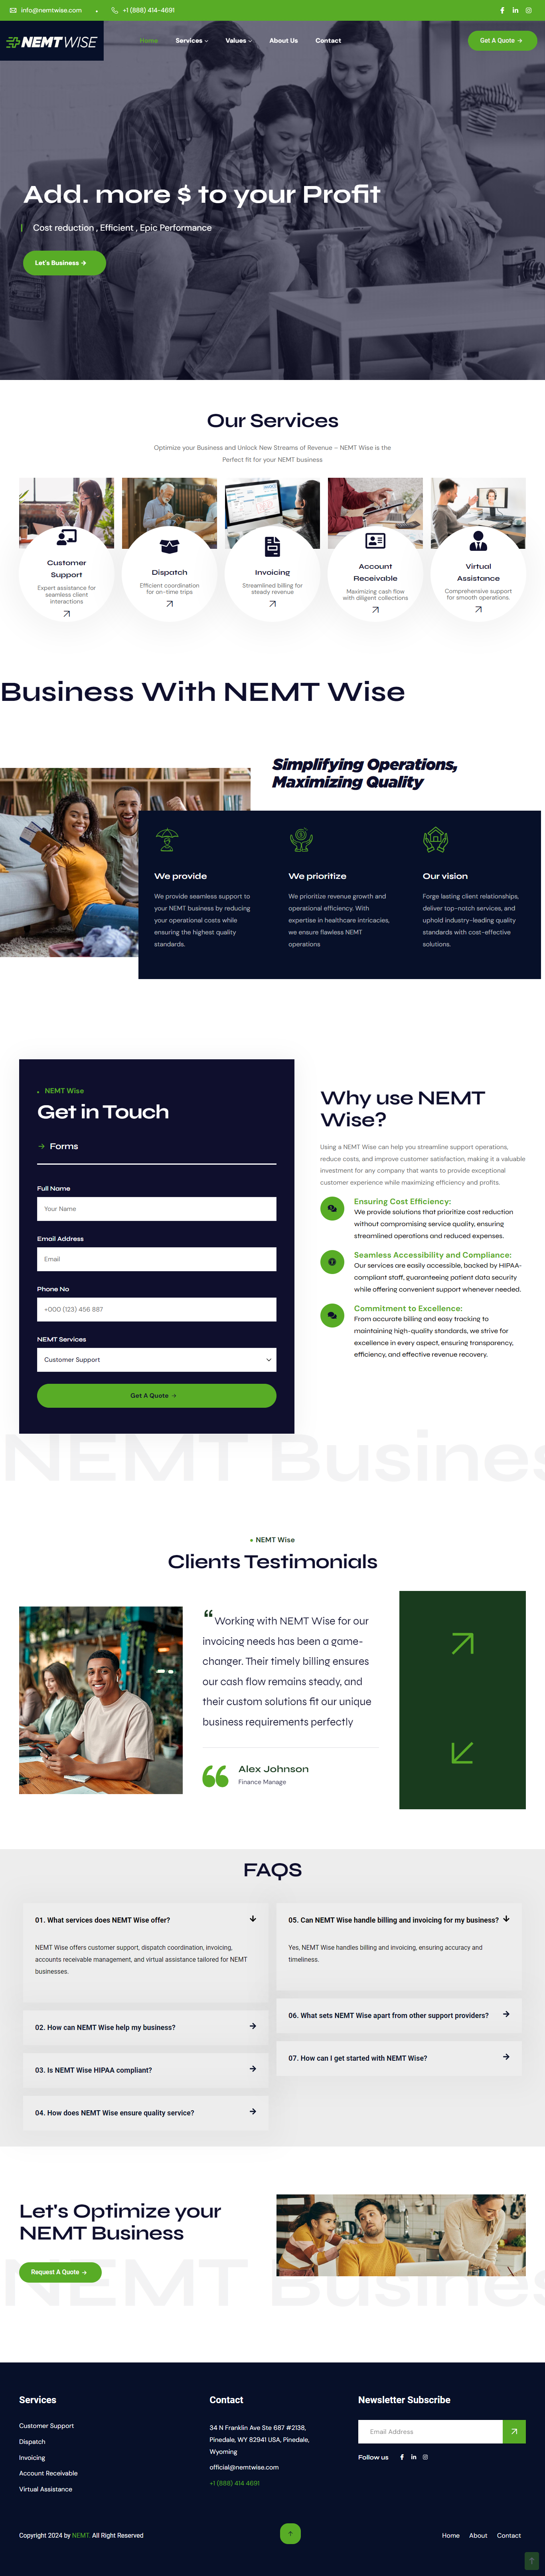 info@nemtwise.com
+1 (888) 414-4691
NEMTWISE
Home
Services
Values
About Us
Contact
Get A Quote
Add. more $ to your Profit
Cost reduction , Efficient , Epic Performance
Let's Business
Our Services
Optimize your Business and Unlock New Streams of Revenue – NEMT Wise is the
Perfect fit for your NEMT business
Customer
Support
Expert assistance for
seamless client
interactions
Dispatch
Efficient coordination
for on-time trips
Invoicing
Streamlined billing for
steady revenue
Account
Receivable
Maximizing cash flow
with diligent collections
Virtual
Assistance
Comprehensive support
for smooth operations.
Business With NEMT Wise
Simplifying Operations,
Maximizing Quality
We provide
We provide seamless support to
your NEMT business by reducing
your operational costs while
ensuring the highest quality
standards.
We prioritize
We prioritize revenue growth and
operational efficiency. With
expertise in healthcare intricacies,
we ensure flawless NEMT
operations
Our vision
Forge lasting client relationships,
deliver top-notch services, and
uphold industry-leading quality
standards with cost-effective
solutions.
NEMT Wise
Get in Touch
Forms
Full Name
Your Name
Email Address
Email
Phone No
+000 (123) 456 887
NEMT Services
Customer Support
Get A Quote
Why use NEMT
Wise?
Using a NEMT Wise can help you streamline support operations,
reduce costs, and improve customer satisfaction, making it a valuable
investment for any company that wants to provide exceptional
customer experience while maximizing efficiency and profits.
Ensuring Cost Efficiency:
We provide solutions that prioritize cost reduction
without compromising service quality, ensuring
streamlined operations and reduced expenses.
Seamless Accessibility and Compliance:
Our services are easily accessible, backed by HIPAA-
compliant staff, guaranteeing patient data security
while offering convenient support whenever needed.
Commitment to Excellence:
From accurate billing and easy tracking to
maintaining high-quality standards, we strive for
excellence in every aspect, ensuring transparency,
efficiency, and effective revenue recovery.
NEMT Business
NEMT Wise
Clients Testimonials
“Working with NEMT Wise for our
invoicing needs has been a game-
changer. Their timely billing ensures
our cash flow remains steady, and
their custom solutions fit our unique
business requirements perfectly
Alex Johnson
Finance Manage
FAQS
01. What services does NEMT Wise offer?
NEMT Wise offers customer support, dispatch coordination, invoicing,
accounts receivable management, and virtual assistance tailored for NEMT
businesses.
02. How can NEMT Wise help my business?
03. Is NEMT Wise HIPAA compliant?
04. How does NEMT Wise ensure quality service?
05. Can NEMT Wise handle billing and invoicing for my business?
Yes, NEMT Wise handles billing and invoicing, ensuring accuracy and
timeliness.
06. What sets NEMT Wise apart from other support providers?
07. How can I get started with NEMT Wise?
Let's Optimize your
NEMT Business
Request A Quote
NEMT Business
Services
Customer Support
Dispatch
Invoicing
Account Receivable
Virtual Assistance
Contact
34 N Franklin Ave Ste 687 #2138,
Pinedale, WY 82941 USA, Pinedale,
Wyoming
official@nemtwise.com
+1 (888) 414 4691
Newsletter Subscribe
Email Address
Follow us
Copyright 2024 by NEMT. All Right Reserved
Home
About
Contact